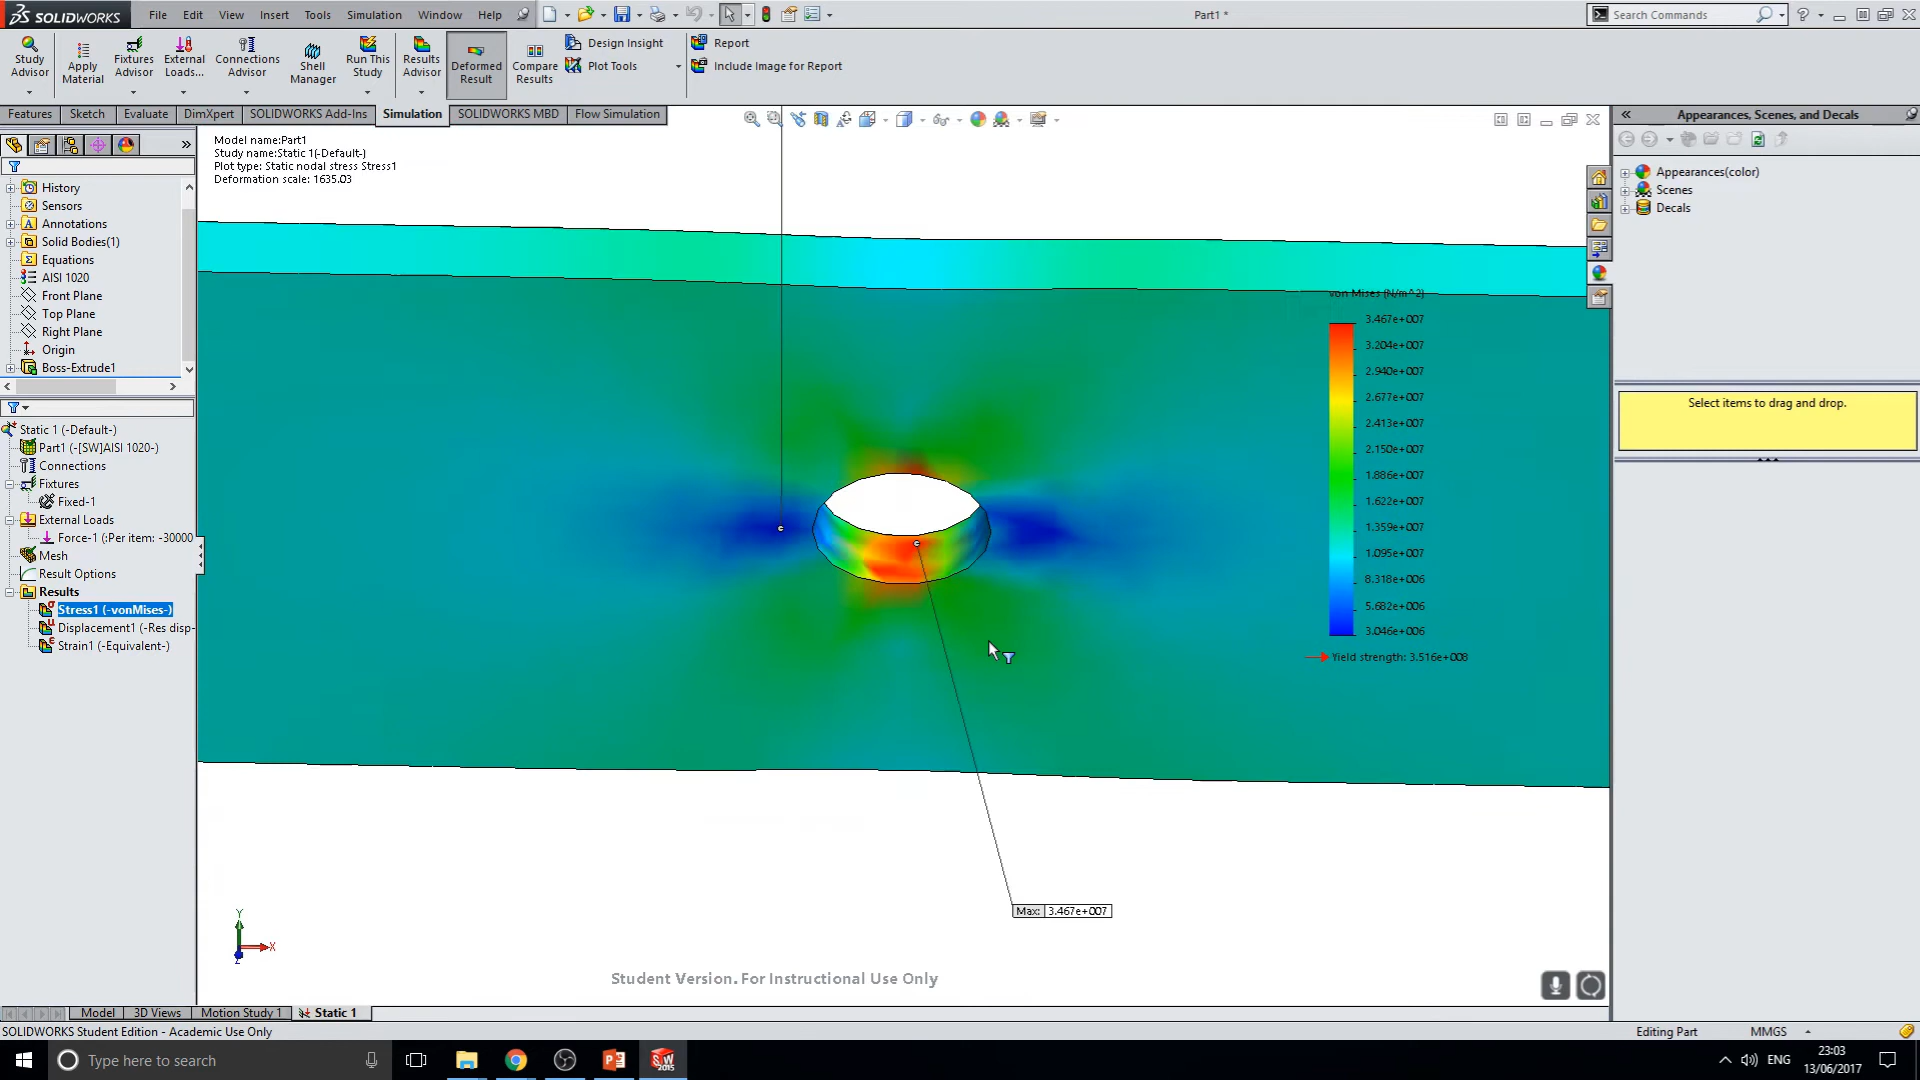 SOLIDWORKS File Edit View Insert Tools Simulation Window Help Part1 * Search Commands
Study Advisor
Apply Material
Fixtures Advisor
External Loads...
Connections Advisor
Shell Manager
Run This Study
Results Advisor
Deformed Result
Compare Results
Design Insight
Plot Tools
Report
Include Image for Report
Features Sketch Evaluate DimXpert SOLIDWORKS Add-Ins Simulation SOLIDWORKS MBD Flow Simulation
Appearances, Scenes, and Decals
Model name:Part1
Study name:Static 1(-Default-)
Plot type: Static nodal stress Stress1
Deformation scale: 1635.03
History
Sensors
Annotations
Solid Bodies(1)
Equations
AISI 1020
Front Plane
Top Plane
Right Plane
Origin
Boss-Extrude1
Static 1 (-Default-)
Part1 (-[SW]AISI 1020-)
Connections
Fixtures
Fixed-1
External Loads
Force-1 (:Per item: -30000
Mesh
Result Options
Results
Stress1 (-vonMises-)
Displacement1 (-Res disp-
Strain1 (-Equivalent-)
von Mises (N/m^2)
3.467e+007
3.204e+007
2.940e+007
2.677e+007
2.413e+007
2.150e+007
1.886e+007
1.622e+007
1.359e+007
1.095e+007
8.318e+006
5.682e+006
3.046e+006
Yield strength: 3.516e+008
Max: 3.467e+007
Y
X
Z
Student Version. For Instructional Use Only
Appearances(color)
Scenes
Decals
Select items to drag and drop.
Model 3D Views Motion Study 1 Static 1
SOLIDWORKS Student Edition - Academic Use Only Editing Part MMGS
Type here to search
SW 2015
ENG
23:03
13/06/2017